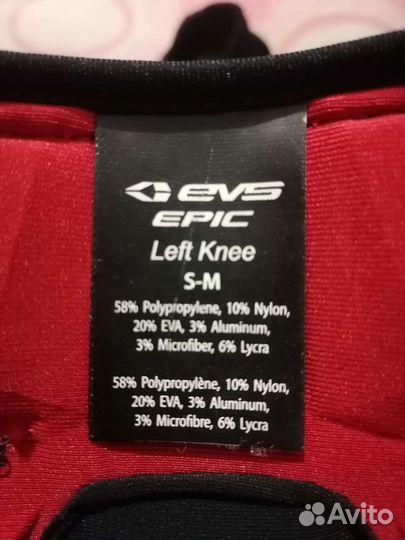 evs
EPIC
Left Knee
S-M
58% Polypropylene, 10% Nylon,
20% EVA, 3% Aluminum,
3% Microfiber, 6% Lycra
58% Polypropylène, 10% Nylon,
20% EVA, 3% Aluminum,
3% Microfibre, 6% Lycra
Avito